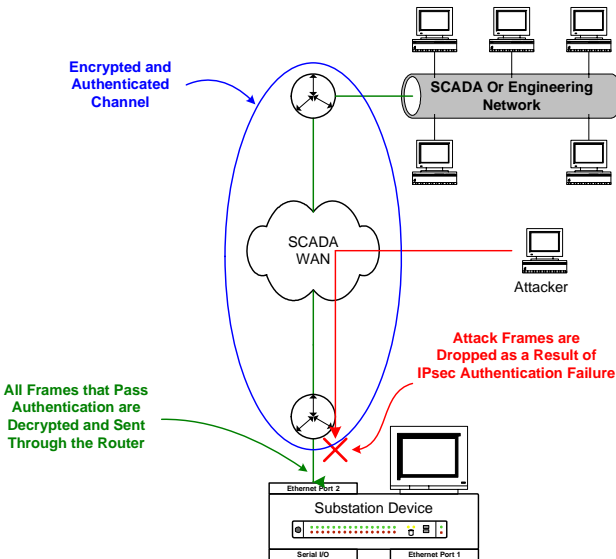 Encrypted and
Authenticated
Channel
SCADA Or Engineering
Network
SCADA
WAN
Attacker
Attack Frames are
Dropped as a Result of
IPsec Authentication Failure
All Frames that Pass
Authentication are
Decrypted and Sent
Through the Router
Ethernet Port 2
Substation Device
Serial I/O
Ethernet Port 1